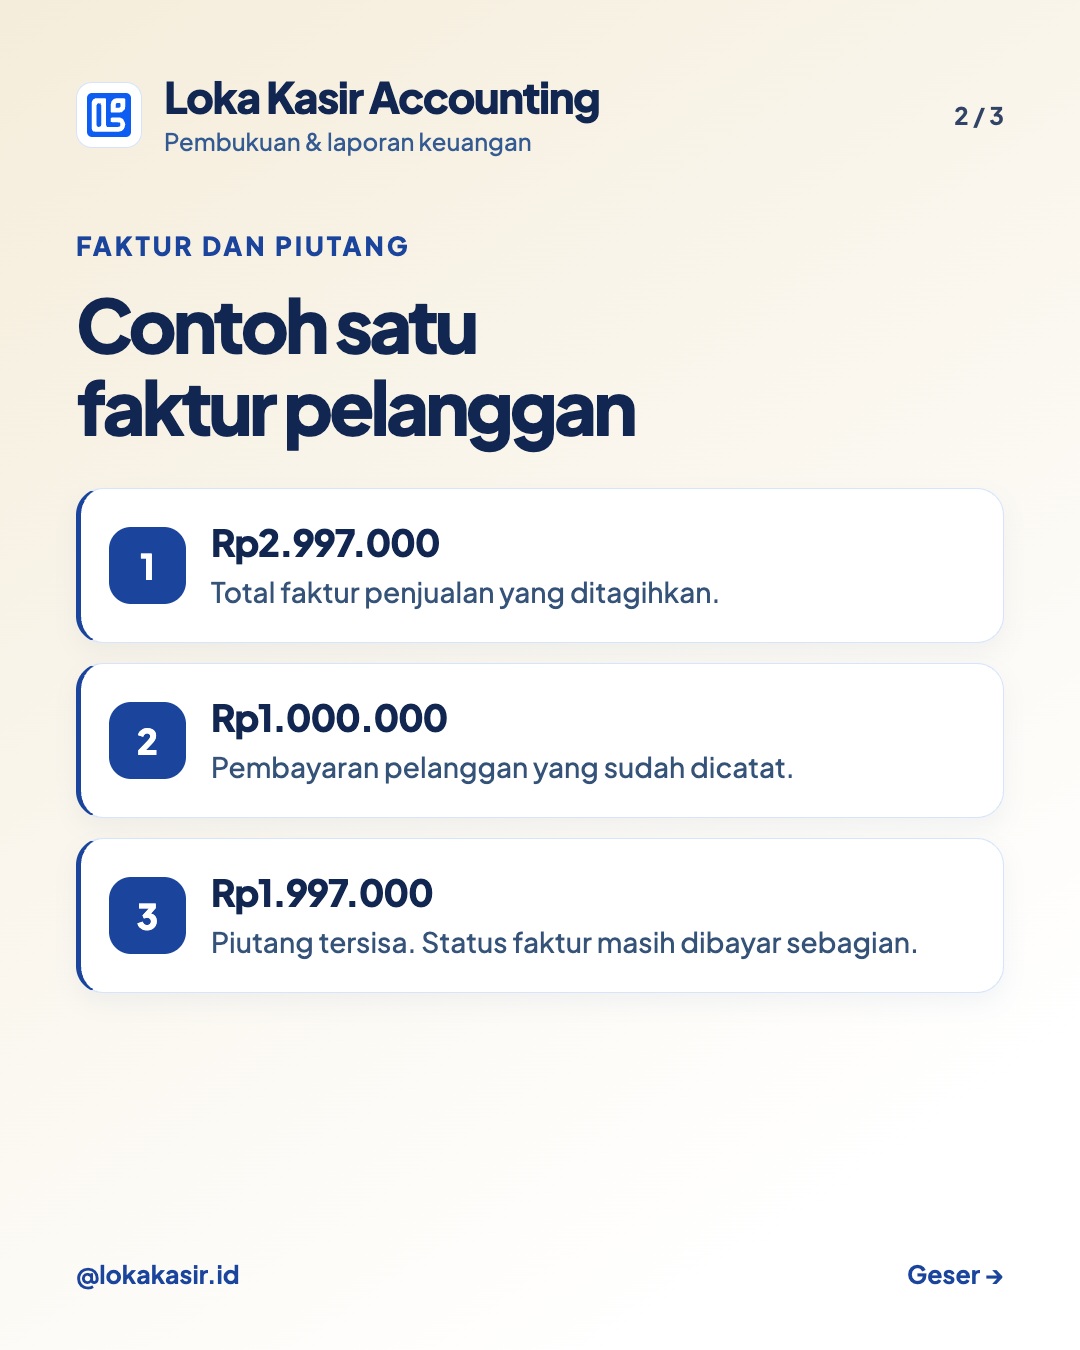 Loka Kasir Accounting
Pembukuan & laporan keuangan
2 / 3
FAKTUR DAN PIUTANG
Contoh satu
faktur pelanggan
1
Rp2.997.000
Total faktur penjualan yang ditagihkan.
2
Rp1.000.000
Pembayaran pelanggan yang sudah dicatat.
3
Rp1.997.000
Piutang tersisa. Status faktur masih dibayar sebagian.
@lokakasir.id
Geser →